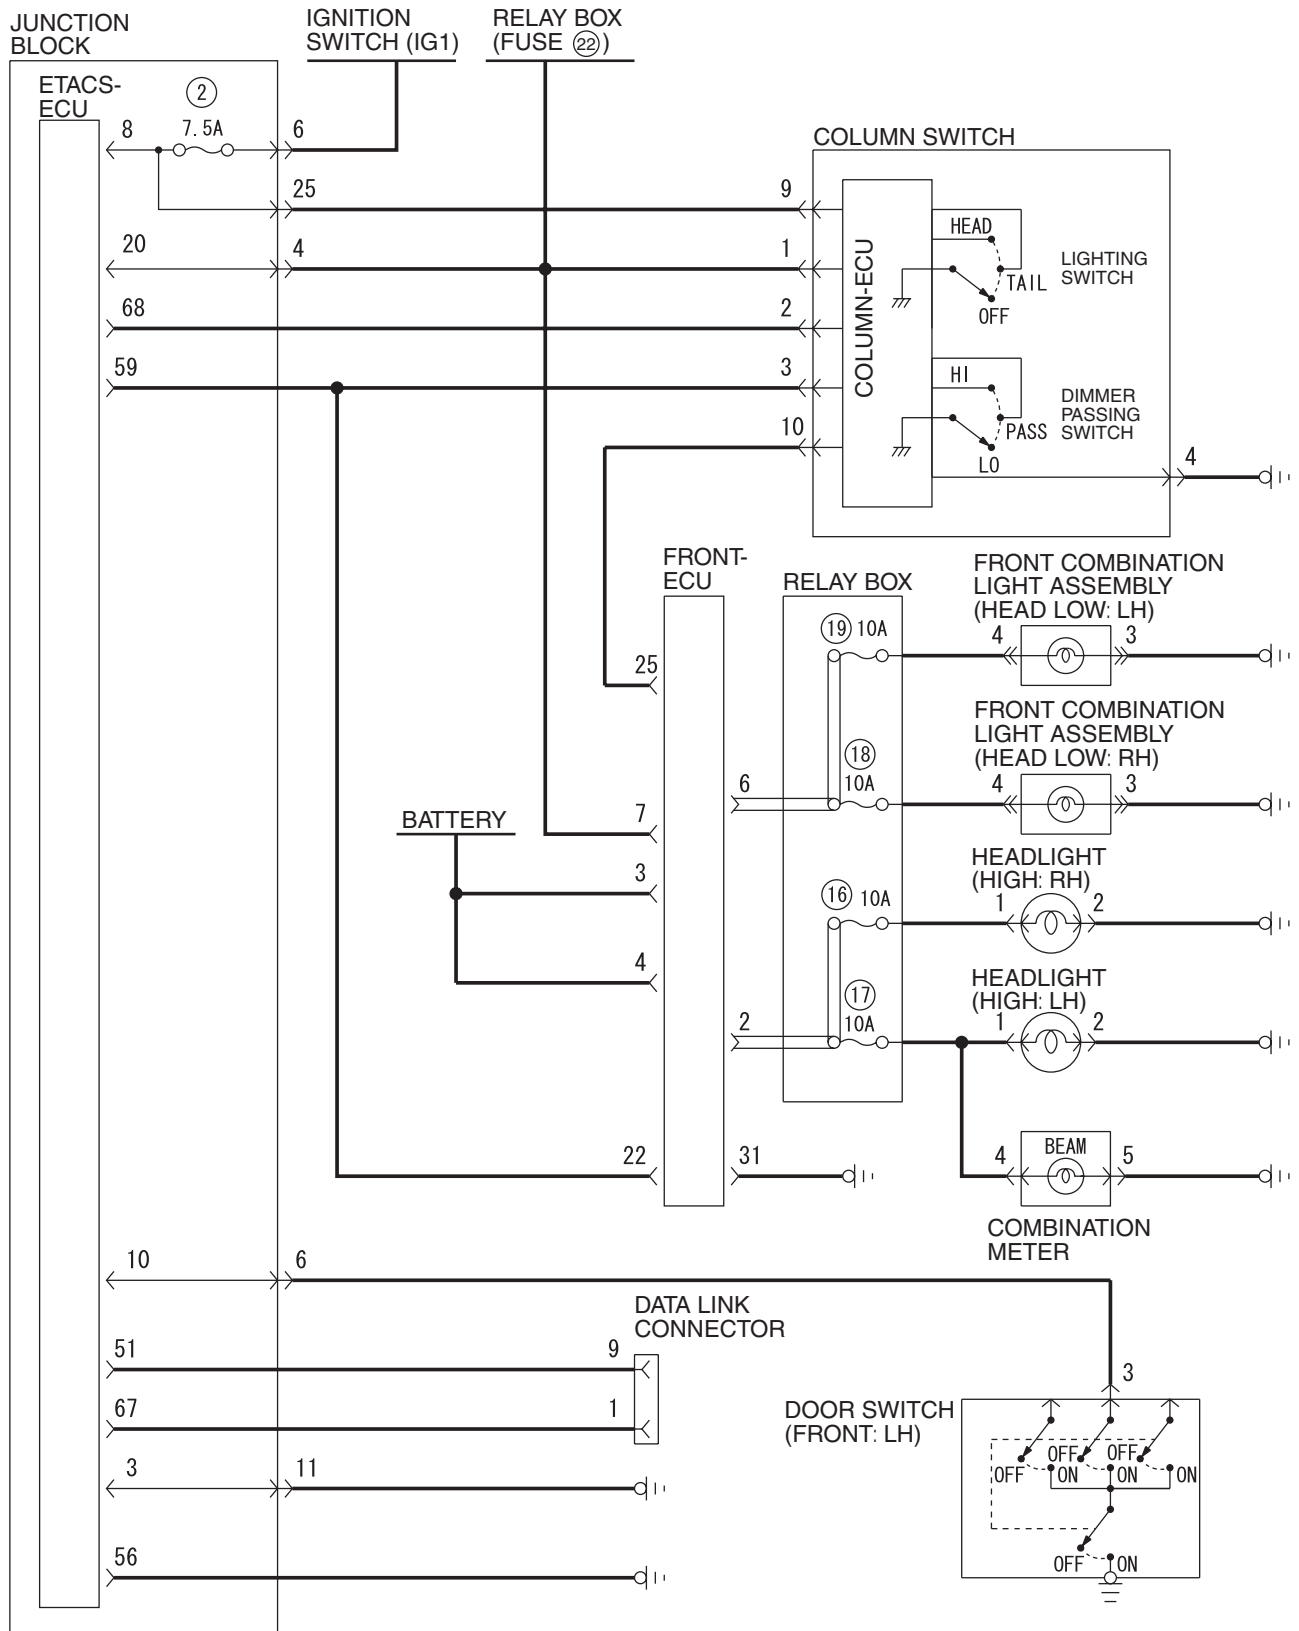 JUNCTION
BLOCK
IGNITION
SWITCH (IG1)
RELAY BOX
(FUSE 22)
ETACS-
ECU
2
8
7.5A
6
COLUMN SWITCH
25
9
20
4
1
68
2
59
3
10
COLUMN-ECU
HEAD
TAIL
OFF
LIGHTING
SWITCH
HI
PASS
LO
DIMMER
PASSING
SWITCH
4
FRONT-
ECU
RELAY BOX
FRONT COMBINATION
LIGHT ASSEMBLY
(HEAD LOW: LH)
19 10A
4
3
25
FRONT COMBINATION
LIGHT ASSEMBLY
(HEAD LOW: RH)
18
10A
6
4
3
BATTERY
7
HEADLIGHT
(HIGH: RH)
3
16 10A
1
2
4
HEADLIGHT
(HIGH: LH)
17
10A
2
1
2
22
31
4
BEAM
5
COMBINATION
METER
10
6
DATA LINK
CONNECTOR
51
9
67
1
3
DOOR SWITCH
(FRONT: LH)
OFF
ON
OFF
ON
OFF
ON
OFF
ON
3
11
56